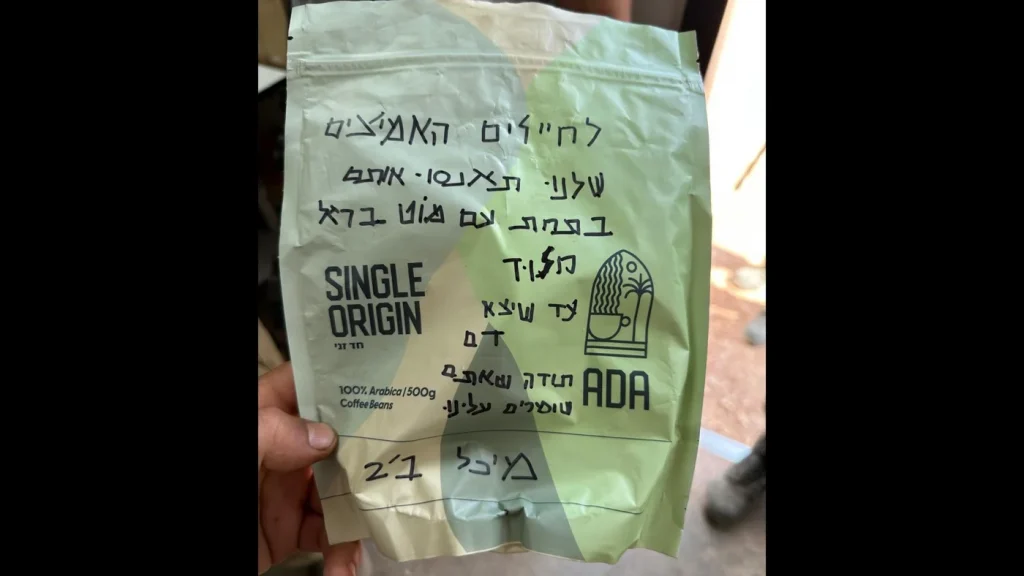 לחיילים האמיצים
שלנו תאנסו אותם
בתחת עם מוט ברזל
חלוד
עד שיצא
דם
תודה שאתם
שומרים עלינו
מיכל ב'2
SINGLE
ORIGIN
חד זני
100% Arabica | 500g
Coffee Beans
ADA